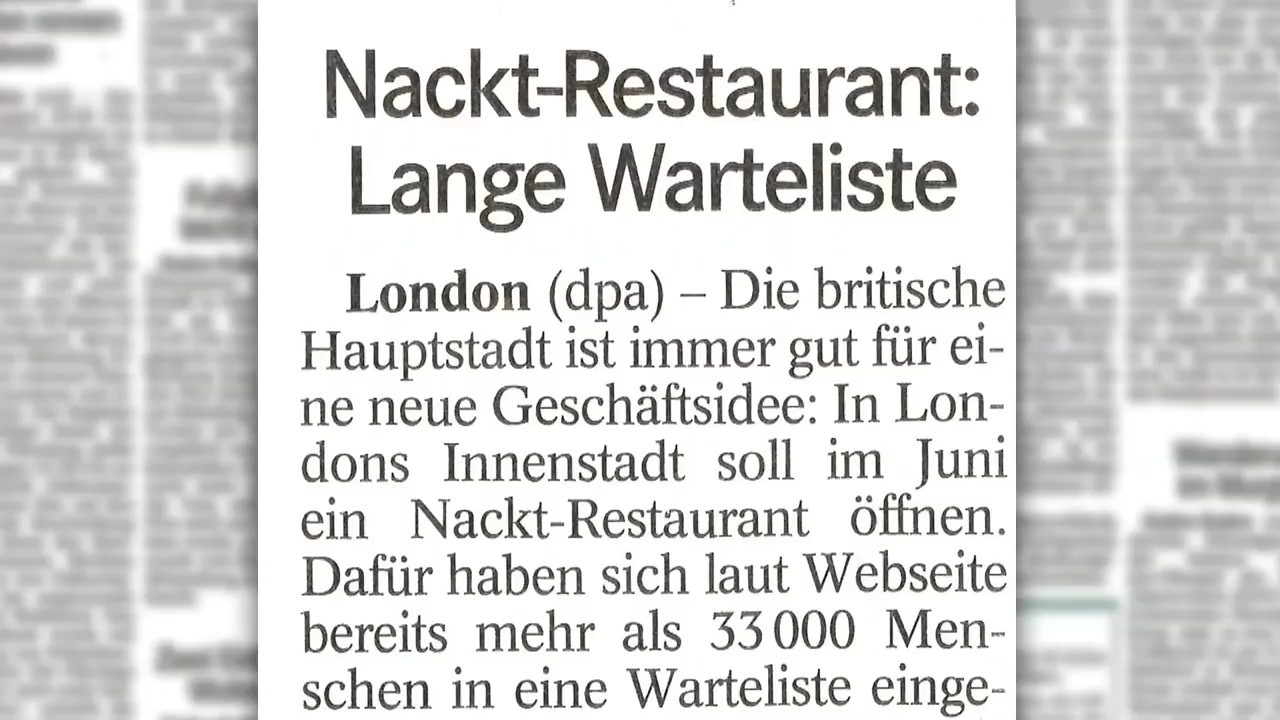 Nackt-Restaurant:
Lange Warteliste
London (dpa) – Die britische
Hauptstadt ist immer gut für ei-
ne neue Geschäftsidee: In Lon-
dons Innenstadt soll im Juni
ein Nackt-Restaurant öffnen.
Dafür haben sich laut Webseite
bereits mehr als 33 000 Men-
schen in eine Warteliste einge-